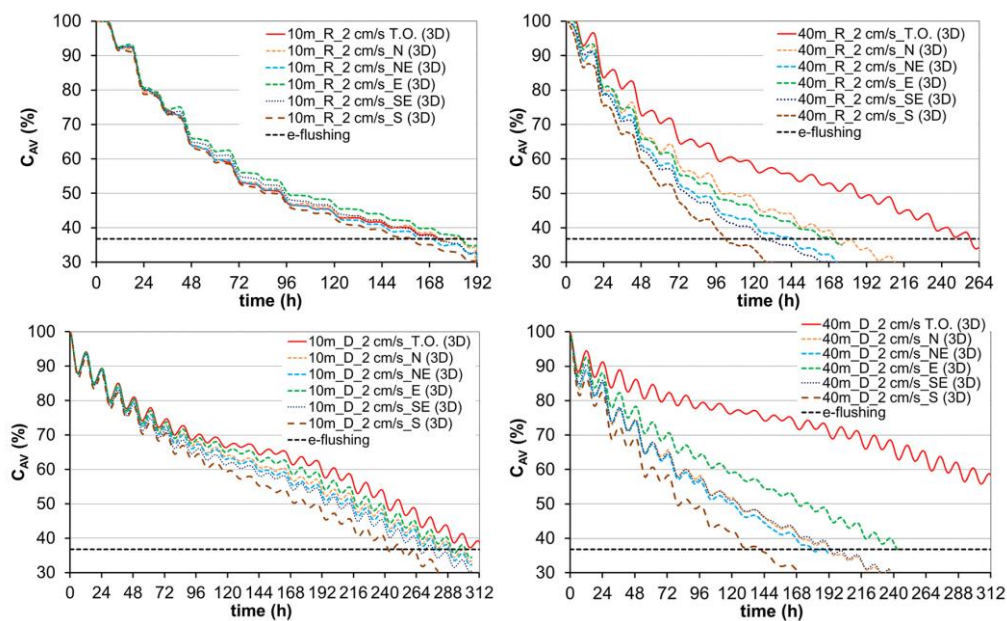 100
90
80
70
60
50
40
30
C_AV (%)
0 24 48 72 96 120 144 168 192
time (h)
10m_R_2 cm/s T.O. (3D)
10m_R_2 cm/s_N (3D)
10m_R_2 cm/s_NE (3D)
10m_R_2 cm/s_E (3D)
10m_R_2 cm/s_SE (3D)
10m_R_2 cm/s_S (3D)
e-flushing
100
90
80
70
60
50
40
30
C_AV (%)
0 24 48 72 96 120 144 168 192 216 240 264
time (h)
40m_R_2 cm/s T.O. (3D)
40m_R_2 cm/s_N (3D)
40m_R_2 cm/s_NE (3D)
40m_R_2 cm/s_E (3D)
40m_R_2 cm/s_SE (3D)
40m_R_2 cm/s_S (3D)
e-flushing
100
90
80
70
60
50
40
30
C_AV (%)
0 24 48 72 96 120 144 168 192 216 240 264 288 312
time (h)
10m_D_2 cm/s_T.O. (3D)
10m_D_2 cm/s_N (3D)
10m_D_2 cm/s_NE (3D)
10m_D_2 cm/s_E (3D)
10m_D_2 cm/s_SE (3D)
10m_D_2 cm/s_S (3D)
e-flushing
100
90
80
70
60
50
40
30
C_AV (%)
0 24 48 72 96 120 144 168 192 216 240 264 288 312
time (h)
40m_D_2 cm/s T.O. (3D)
40m_D_2 cm/s_N (3D)
40m_D_2 cm/s_NE (3D)
40m_D_2 cm/s_E (3D)
40m_D_2 cm/s_SE (3D)
40m_D_2 cm/s_S (3D)
e-flushing